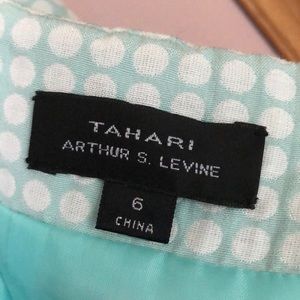 TAHARI
ARTHUR S. LEVINE
6
CHINA